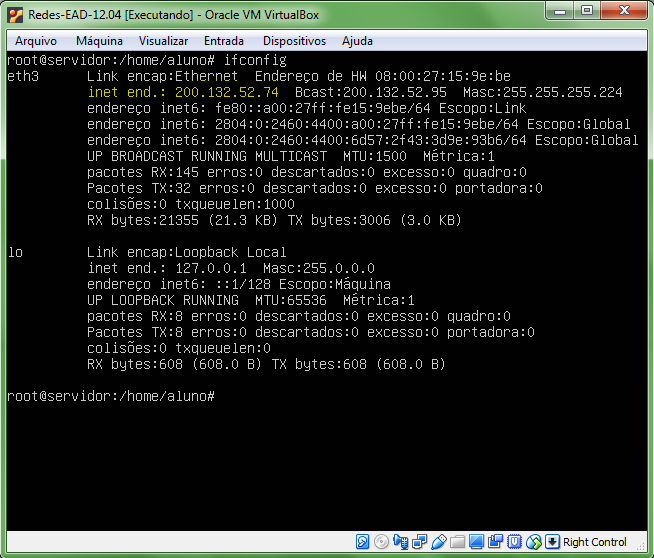 Redes-EAD-12.04 [Executando] - Oracle VM VirtualBox
Arquivo Máquina Visualizar Entrada Dispositivos Ajuda
root@servidor:/home/aluno# ifconfig
eth3 Link encap:Ethernet Endereço de HW 08:00:27:15:9e:be
inet end.: 200.132.52.74 Bcast:200.132.52.95 Masc:255.255.255.224
endereço inet6: fe80::a00:27ff:fe15:9ebe/64 Escopo:Link
endereço inet6: 2804:0:2460:4400:a00:27ff:fe15:9ebe/64 Escopo:Global
endereço inet6: 2804:0:2460:4400:6d57:2f43:3d9e:93b6/64 Escopo:Global
UP BROADCAST RUNNING MULTICAST MTU:1500 Métrica:1
pacotes RX:145 erros:0 descartados:0 excesso:0 quadro:0
Pacotes TX:32 erros:0 descartados:0 excesso:0 portadora:0
colisões:0 txqueuelen:1000
RX bytes:21355 (21.3 KB) TX bytes:3006 (3.0 KB)
lo Link encap:Loopback Local
inet end.: 127.0.0.1 Masc:255.0.0.0
endereço inet6: ::1/128 Escopo:Máquina
UP LOOPBACK RUNNING MTU:65536 Métrica:1
pacotes RX:8 erros:0 descartados:0 excesso:0 quadro:0
Pacotes TX:8 erros:0 descartados:0 excesso:0 portadora:0
colisões:0 txqueuelen:0
RX bytes:608 (608.0 B) TX bytes:608 (608.0 B)
root@servidor:/home/aluno#
Right Control